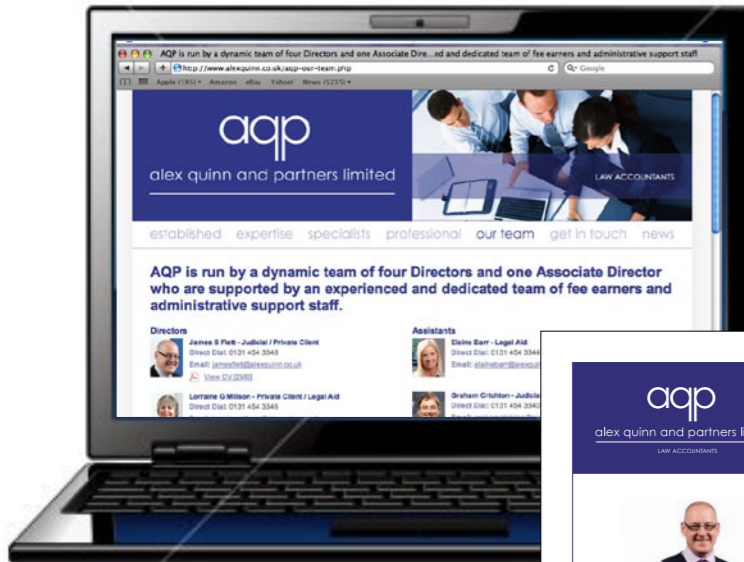 AQP is run by a dynamic team of four Directors and one Associate Dire...ed and dedicated team of fee earners and administrative support staff
http://www.alexquinn.co.uk/aqp-our-team.php
Google
Apple (185) Amazon eBay Yahoo! News (5215)
aqp
alex quinn and partners limited
LAW ACCOUNTANTS
established expertise specialists professional our team get in touch news
AQP is run by a dynamic team of four Directors and one Associate Director
who are supported by an experienced and dedicated team of fee earners and
administrative support staff.
Directors
James S Flett - Judicial / Private Client
Direct Dial: 0131 454 3348
Email: jamesflett@alexquinn.co.uk
View CV
Lorraine G Millson - Private Client / Legal Aid
Direct Dial: 0131 454 3346
Assistants
Elaine Barr - Legal Aid
Direct Dial: 0131 454 3344
Email: elainebarr@alexquin
Graham Crichton - Judicia
Direct Dial: 0131 454 3340
aqp
alex quinn and partners li
LAW ACCOUNTANTS